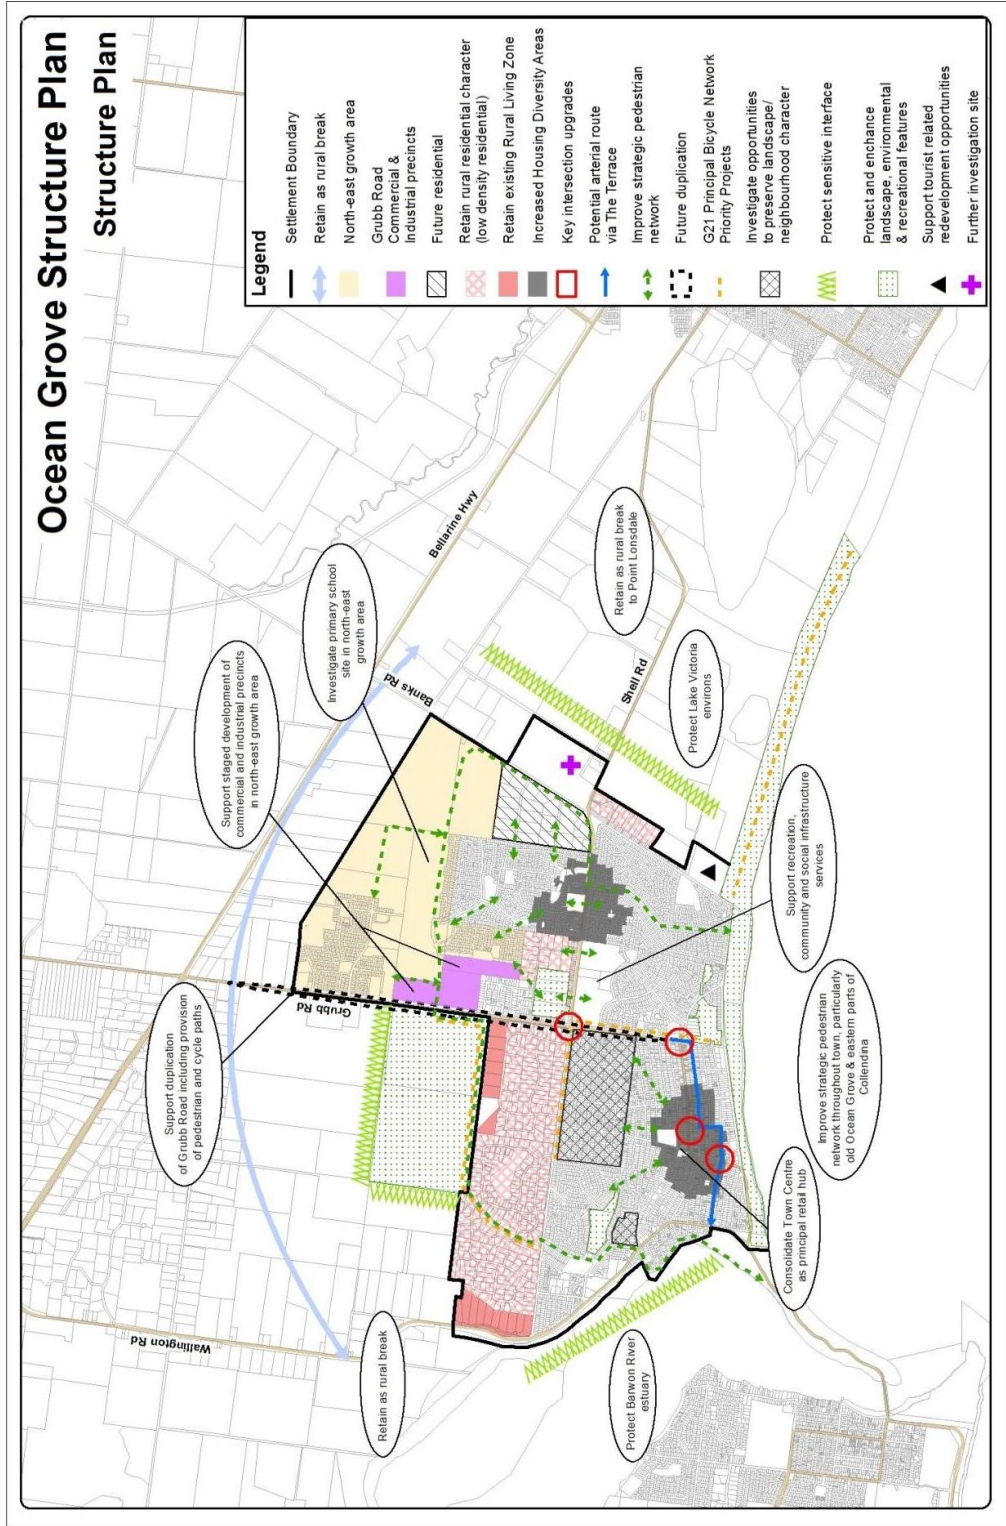 Ocean Grove Structure Plan
Structure Plan
Legend
Settlement Boundary
Retain as rural break
North-east growth area
Grubb Road
Commercial &
Industrial precincts
Future residential
Retain rural residential character
(low density residential)
Retain existing Rural Living Zone
Increased Housing Diversity Areas
Key intersection upgrades
Potential arterial route
via The Terrace
Improve strategic pedestrian
network
Future duplication
G21 Principal Bicycle Network
Priority Projects
Investigate opportunities
to preserve landscape/
neighbourhood character
Protect sensitive interface
Protect and enchance
landscape, environmental
& recreational features
Support tourist related
redevelopment opportunities
Further investigation site
Support staged development of
commercial and industrial precincts
in north-east growth area
Investigate primary school
site in north-east
growth area
Support duplication
of Grubb Road including provision
of pedestrian and cycle paths
Retain as rural break
Wallington Rd
Grubb Rd
Banks Rd
Bellarine Hwy
Shell Rd
Retain as rural break
to Point Lonsdale
Protect Lake Victoria
environs
Support recreation,
community and social infrastructure
services
Improve strategic pedestrian
network throughout town, particularly
old Ocean Grove & eastern parts of
Collendina
Consolidate Town Centre
as principal retail hub
Protect Barwon River
estuary